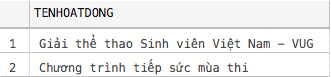 TENHOATDONG
1 Giải thể thao Sinh viên Việt Nam - VUG
2 Chương trình tiếp sức mùa thi